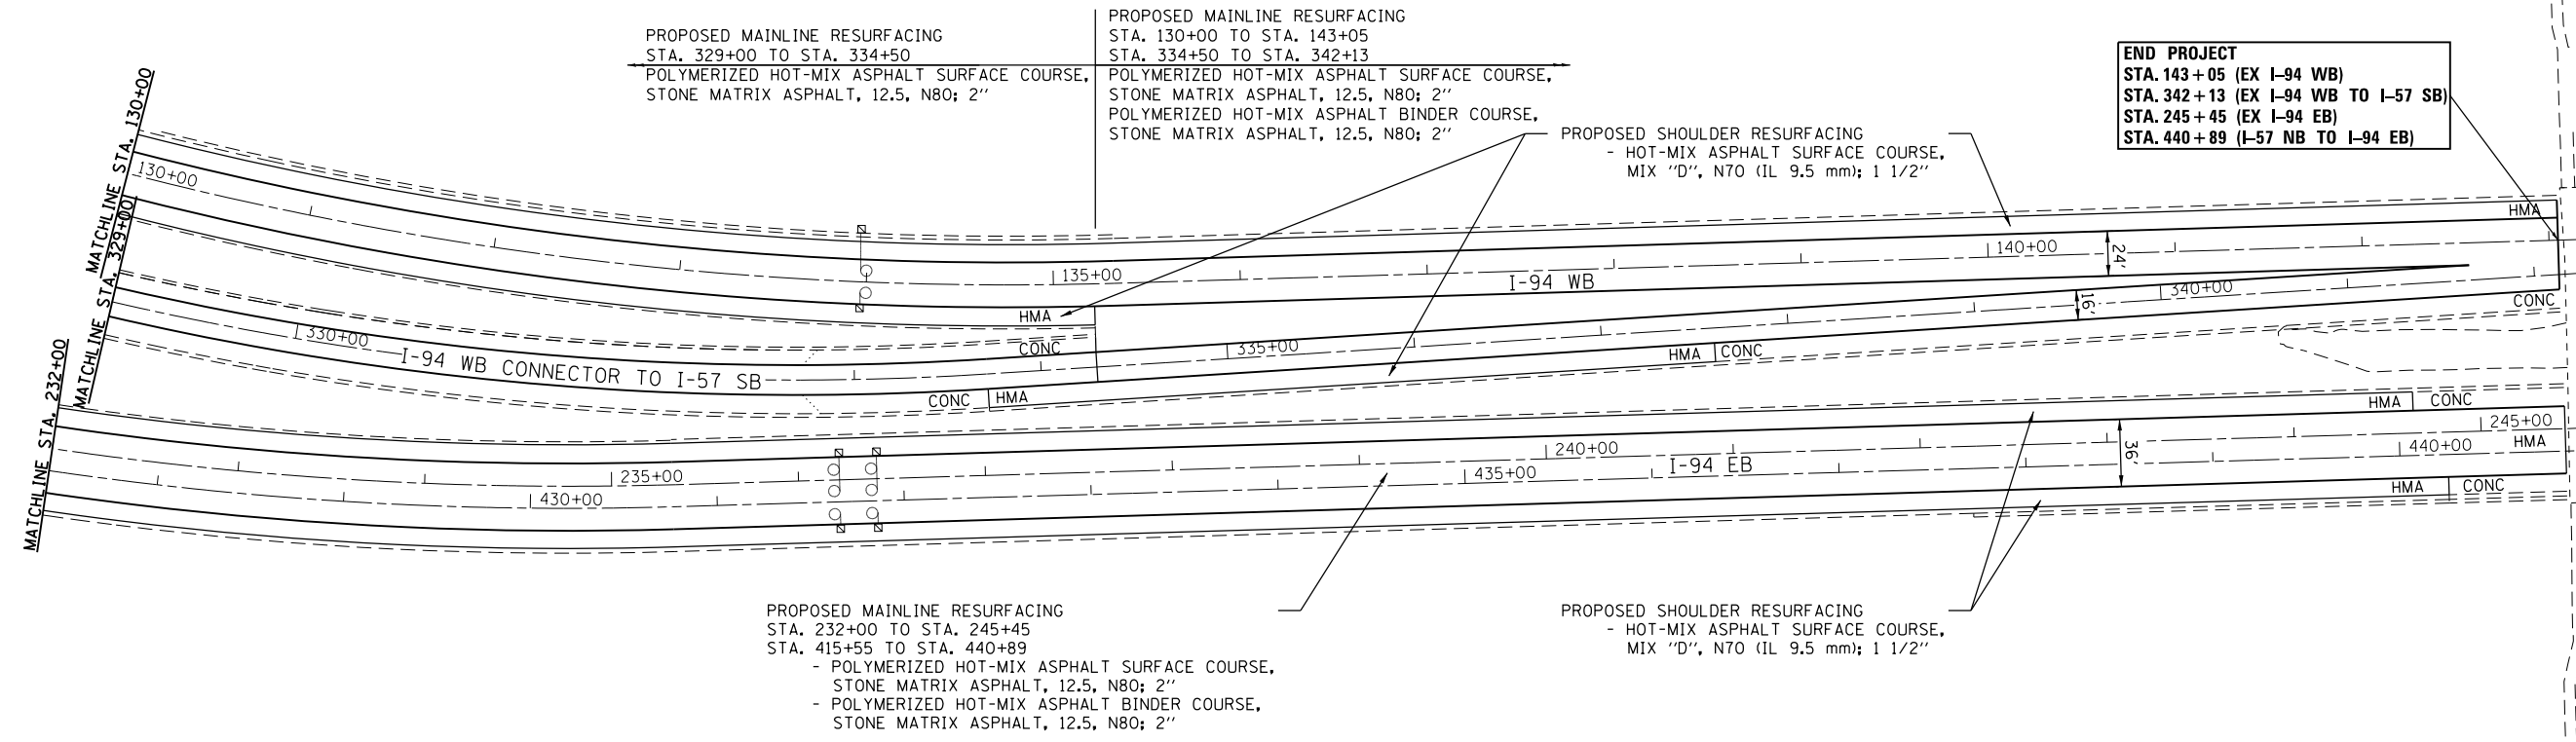 PROPOSED MAINLINE RESURFACING
STA. 329+00 TO STA. 334+50
POLYMERIZED HOT-MIX ASPHALT SURFACE COURSE,
STONE MATRIX ASPHALT, 12.5, N80; 2''
PROPOSED MAINLINE RESURFACING
STA. 130+00 TO STA. 143+05
STA. 334+50 TO STA. 342+13
POLYMERIZED HOT-MIX ASPHALT SURFACE COURSE,
STONE MATRIX ASPHALT, 12.5, N80; 2''
POLYMERIZED HOT-MIX ASPHALT BINDER COURSE,
STONE MATRIX ASPHALT, 12.5, N80; 2''
PROPOSED SHOULDER RESURFACING
- HOT-MIX ASPHALT SURFACE COURSE,
MIX "D", N70 (IL 9.5 mm); 1 1/2''
END PROJECT
STA. 143+05 (EX I-94 WB)
STA. 342+13 (EX I-94 WB TO I-57 SB)
STA. 245+45 (EX I-94 EB)
STA. 440+89 (I-57 NB TO I-94 EB)
MATCHLINE STA. 130+00
MATCHLINE STA. 329+00
MATCHLINE STA. 232+00
130+00
135+00
140+00
24'
HMA
I-94 WB
HMA
CONC
330+00
I-94 WB CONNECTOR TO I-57 SB
335+00
340+00
16'
CONC
HMA CONC
CONC HMA
HMA CONC
235+00
240+00
245+00
430+00
435+00
440+00
HMA
I-94 EB
36'
HMA CONC
PROPOSED MAINLINE RESURFACING
STA. 232+00 TO STA. 245+45
STA. 415+55 TO STA. 440+89
- POLYMERIZED HOT-MIX ASPHALT SURFACE COURSE,
STONE MATRIX ASPHALT, 12.5, N80; 2''
- POLYMERIZED HOT-MIX ASPHALT BINDER COURSE,
STONE MATRIX ASPHALT, 12.5, N80; 2''
PROPOSED SHOULDER RESURFACING
- HOT-MIX ASPHALT SURFACE COURSE,
MIX "D", N70 (IL 9.5 mm); 1 1/2''